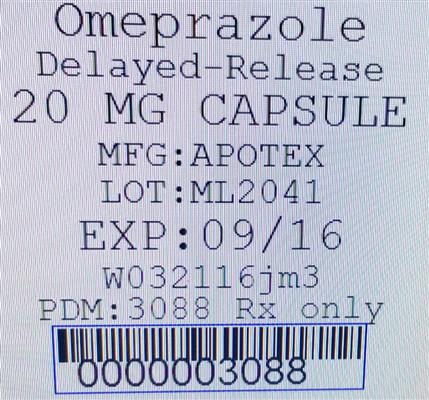 Omeprazole
Delayed-Release
20 MG CAPSULE
MFG:APOTEX
LOT:ML2041
EXP:09/16
W032116jm3
PDM:3088 Rx only
0000003088